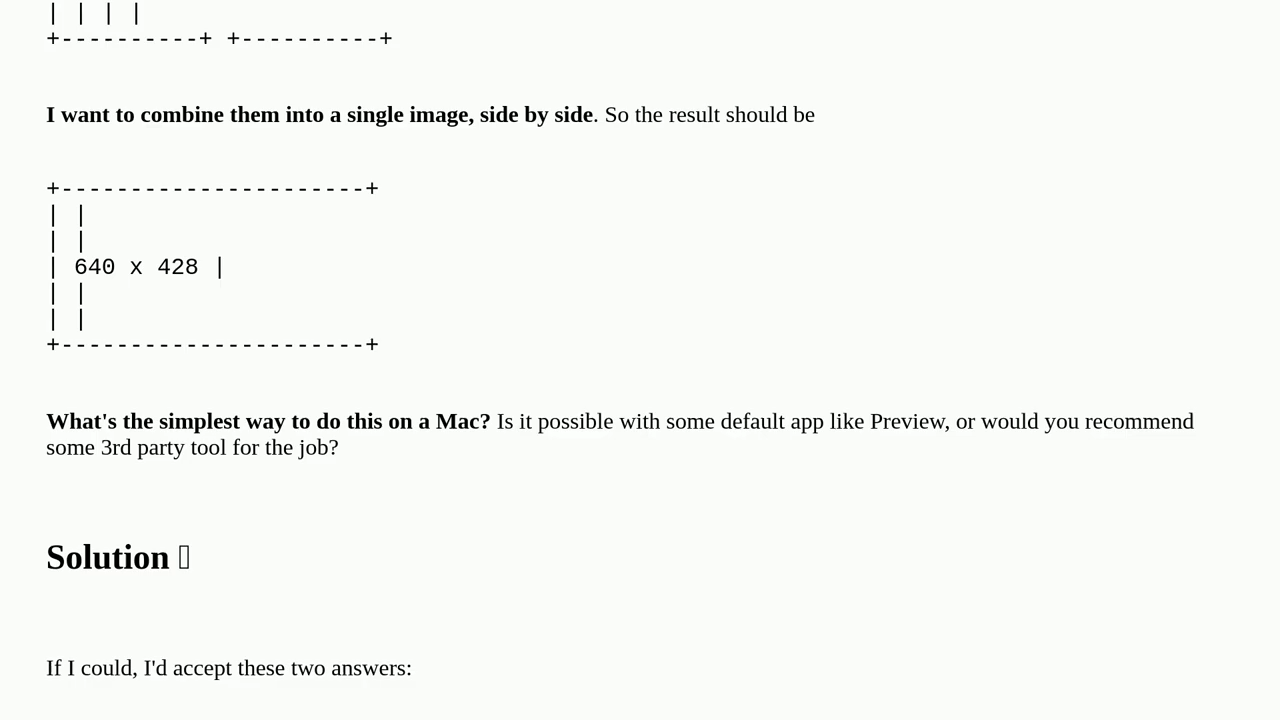 | | | |
+----------+ +----------+
I want to combine them into a single image, side by side. So the result should be
+----------------------+
| |
| |
| 640 x 428 |
| |
| |
+----------------------+
What's the simplest way to do this on a Mac? Is it possible with some default app like Preview, or would you recommend
some 3rd party tool for the job?
Solution
If I could, I'd accept these two answers: